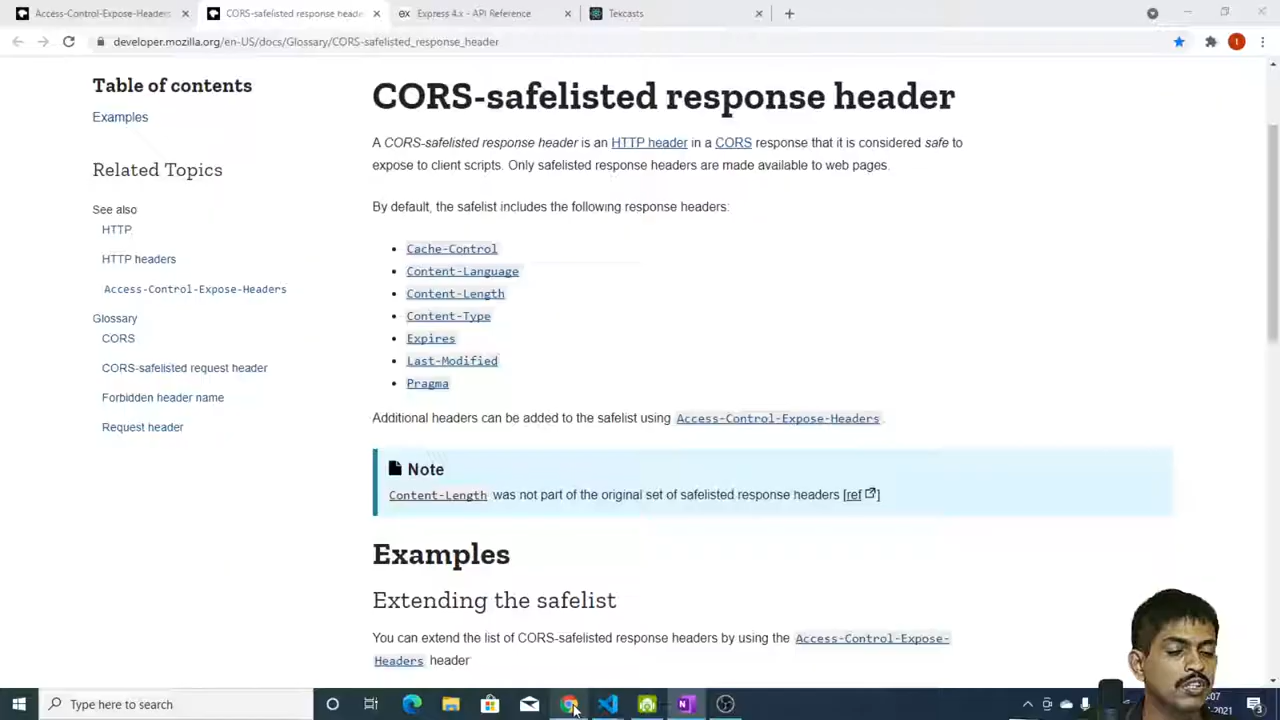 Access-Control-Expose-Headers
CORS-safelisted response heade
Express 4.x - API Reference
Tekcasts
developer.mozilla.org/en-US/docs/Glossary/CORS-safelisted_response_header
Table of contents
Examples
Related Topics
See also
HTTP
HTTP headers
Access-Control-Expose-Headers
Glossary
CORS
CORS-safelisted request header
Forbidden header name
Request header
CORS-safelisted response header
A CORS-safelisted response header is an HTTP header in a CORS response that it is considered safe to
expose to client scripts. Only safelisted response headers are made available to web pages.
By default, the safelist includes the following response headers:
• Cache-Control
• Content-Language
• Content-Length
• Content-Type
• Expires
• Last-Modified
• Pragma
Additional headers can be added to the safelist using Access-Control-Expose-Headers.
Note
Content-Length was not part of the original set of safelisted response headers [ref]
Examples
Extending the safelist
You can extend the list of CORS-safelisted response headers by using the Access-Control-Expose-
Headers header
Type here to search
:07
2021